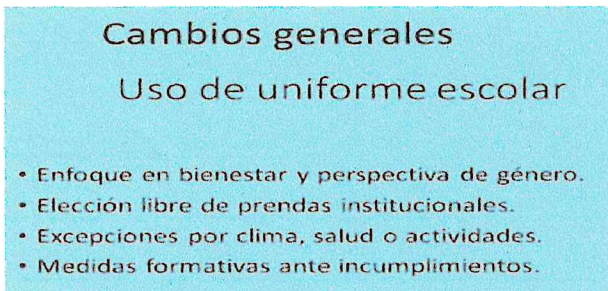 Cambios generales
Uso de uniforme escolar
• Enfoque en bienestar y perspectiva de género.
• Elección libre de prendas institucionales.
• Excepciones por clima, salud o actividades.
• Medidas formativas ante incumplimientos.